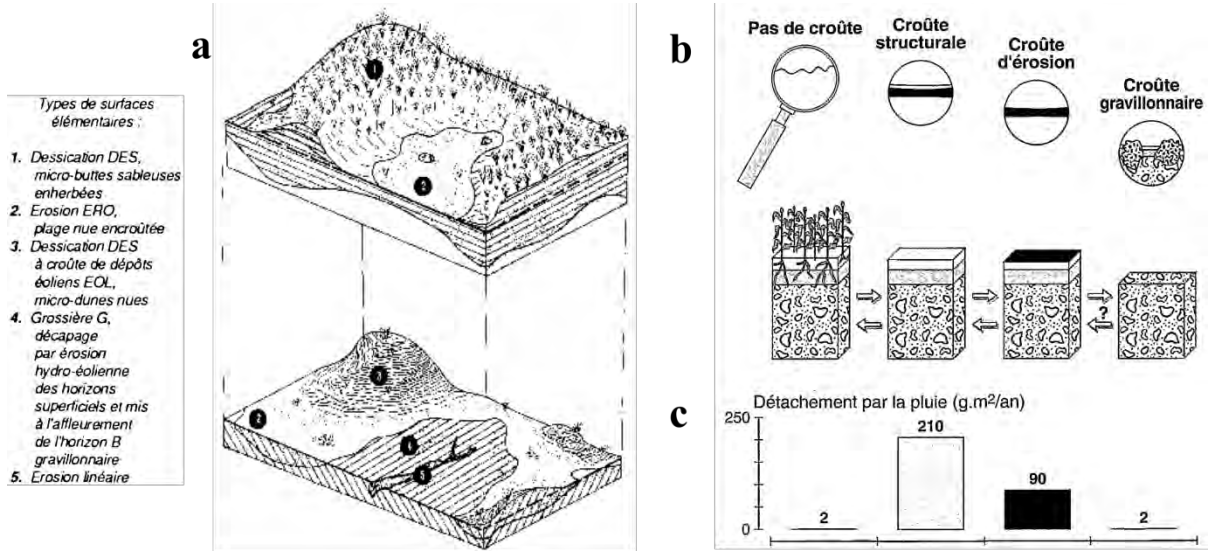 a
Types de surfaces
élémentaires :
1. Dessication DES,
micro-buttes sableuses
enherbées
2. Erosion ERO,
plage nue encroûtée
3. Dessication DES
à croûte de dépôts
éoliens EOL,
micro-dunes nues
4. Grossière G,
décapage
par érosion
hydro-éolienne
des horizons
superficiels et mis
à l'affleurement
de l'horizon B
gravillonnaire
5. Erosion linéaire
1
2
3
2
4
5
b
Pas de croûte
Croûte
structurale
Croûte
d'érosion
Croûte
gravillonnaire
?
c
Détachement par la pluie (g.m²/an)
250
0
2
210
90
2